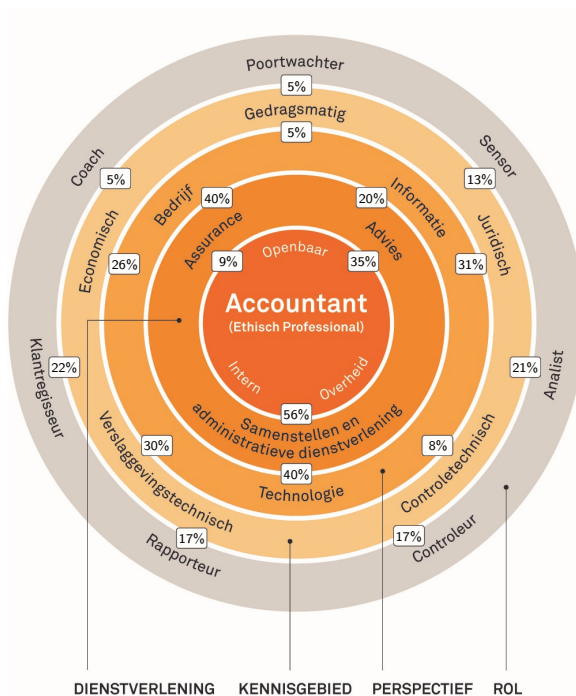 Poortwachter
5%
Gedragsmatig
5%
Coach
5%
Sensor
13%
Bedrijf
40%
Informatie
20%
Economisch
26%
Juridisch
31%
Assurance
9%
Advies
35%
Openbaar
Accountant
(Ethisch Professional)
Intern
Overheid
56%
Samenstellen en
administratieve dienstverlening
40%
Technologie
Klantregisseur
22%
Analist
21%
Verslaggevingstechnisch
30%
Controletechnisch
8%
Rapporteur
17%
Controleur
17%
DIENSTVERLENING
KENNISGEBIED
PERSPECTIEF
ROL